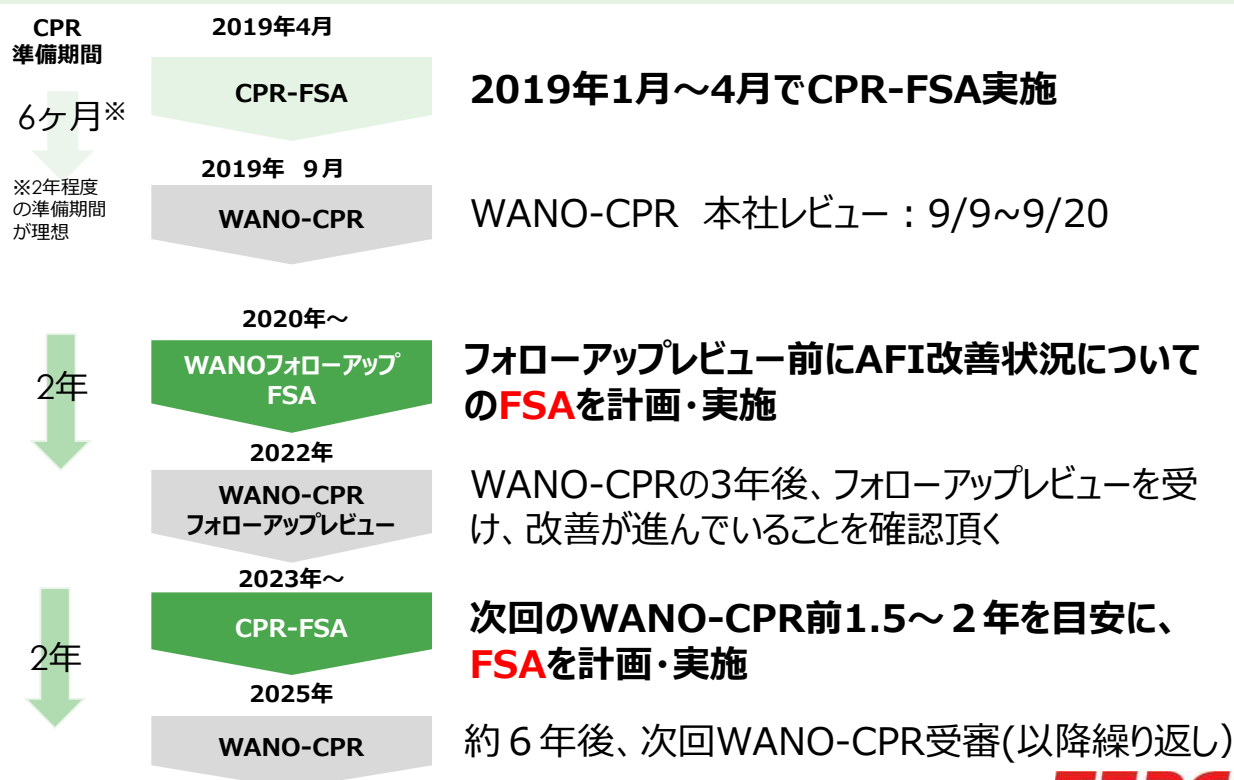 CPR
準備期間
2019年4月
CPR-FSA
2019年1月～4月でCPR-FSA実施
6ヶ月※
※2年程度
の準備期間
が理想
2019年 ９月
WANO-CPR
WANO-CPR 本社レビュー：9/9~9/20
2020年～
2年
WANOフォローアップ
FSA
フォローアップレビュー前にAFI改善状況について
のFSAを計画･実施
2022年
WANO-CPR
フォローアップレビュー
WANO-CPRの3年後、フォローアップレビューを受
け、改善が進んでいることを確認頂く
2023年～
2年
CPR-FSA
次回のWANO-CPR前1.5～２年を目安に、
FSAを計画･実施
2025年
WANO-CPR
約６年後、次回WANO-CPR受審(以降繰り返し）